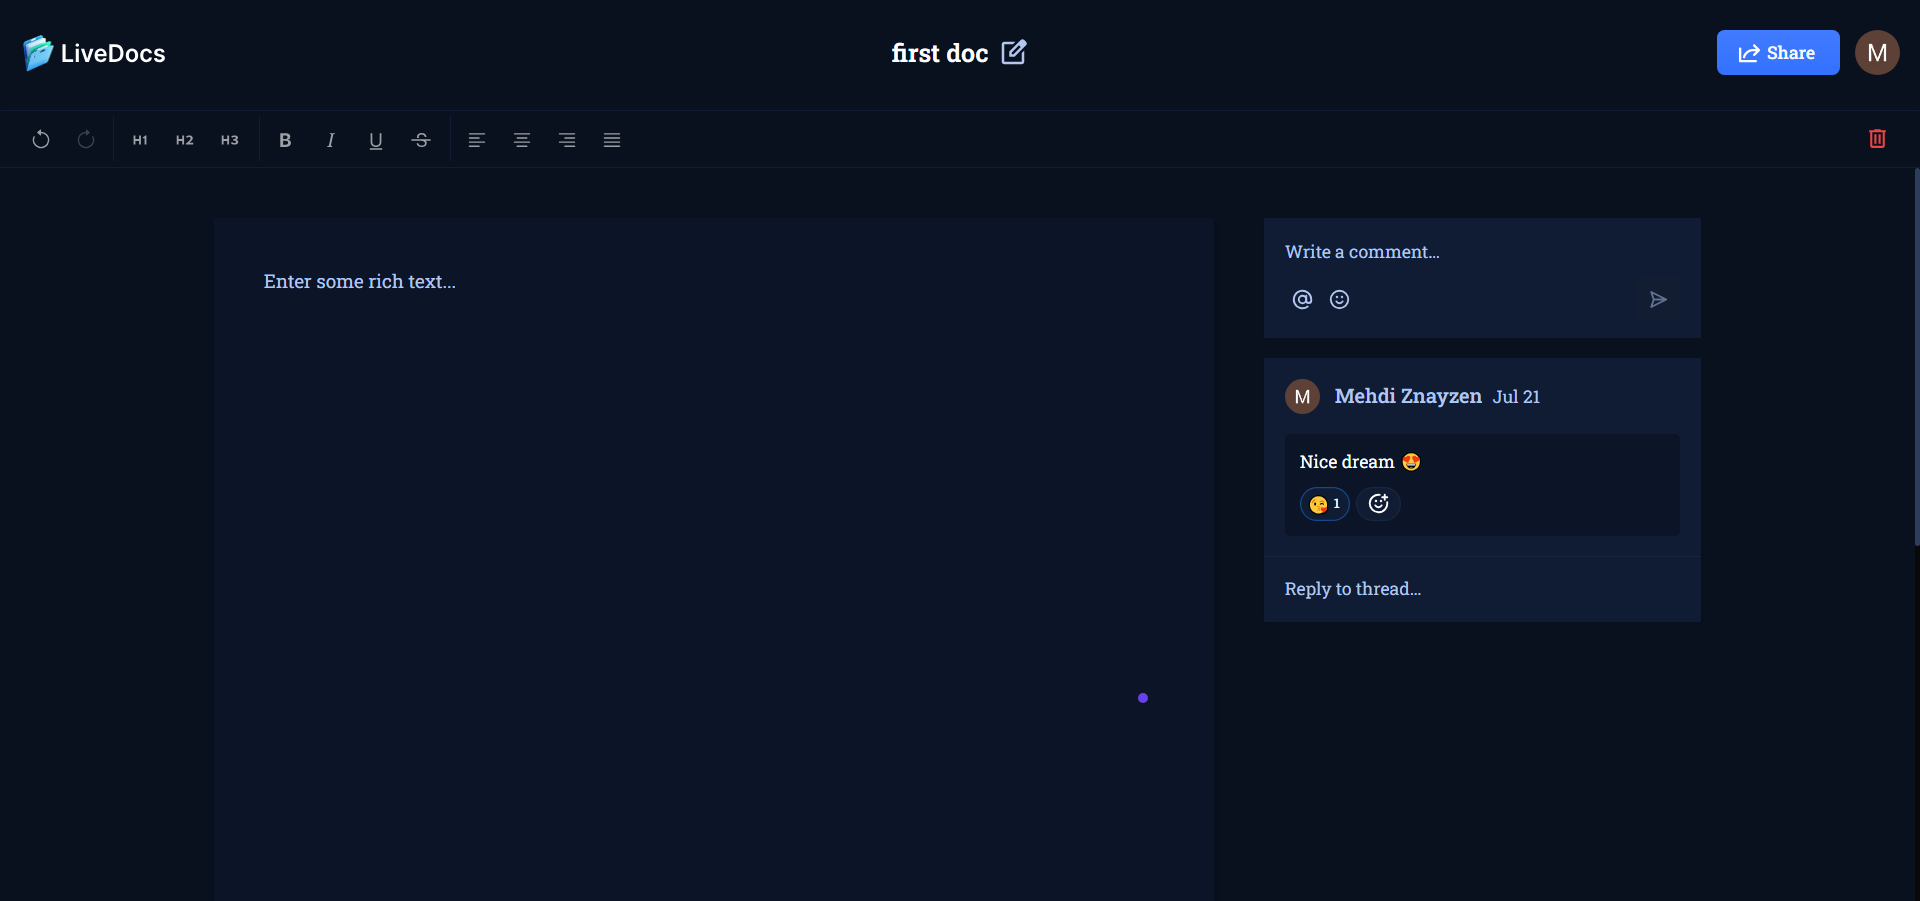 LiveDocs
first doc
Share
M
H1 H2 H3 B I U S
Enter some rich text...
Write a comment…
M Mehdi Znayzen Jul 21
Nice dream 😍
😘 1
Reply to thread…